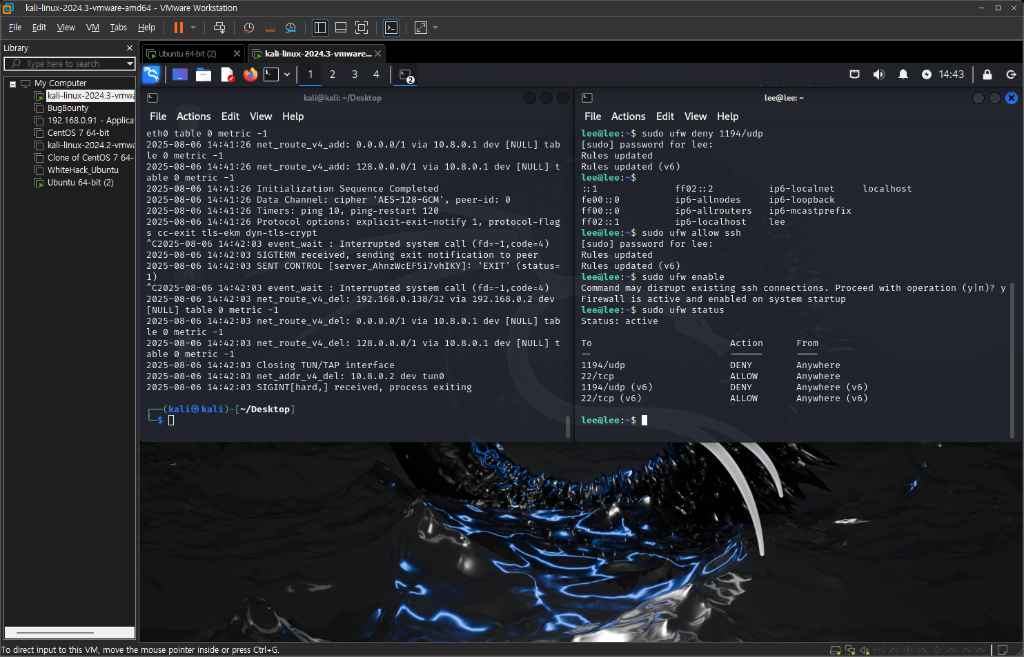 kali-linux-2024.3-vmware-amd64 - VMware Workstation
File Edit View VM Tabs Help
Library
Type here to search
My Computer
kali-linux-2024.3-vmwa
BugBounty
192.168.0.91 - Applica
CentOS 7 64-bit
kali-linux-2024.2-vmwa
Clone of CentOS 7 64-
WhiteHack_Ubuntu
Ubuntu 64-bit (2)
Ubuntu 64-bit (2)
kali-linux-2024.3-vmware...
1 2 3 4
2
14:43
kali@kali: ~/Desktop
File Actions Edit View Help
eth0 table 0 metric -1
2025-08-06 14:41:26 net_route_v4_add: 0.0.0.0/1 via 10.8.0.1 dev [NULL] tab
le 0 metric -1
2025-08-06 14:41:26 net_route_v4_add: 128.0.0.0/1 via 10.8.0.1 dev [NULL] t
able 0 metric -1
2025-08-06 14:41:26 Initialization Sequence Completed
2025-08-06 14:41:26 Data Channel: cipher 'AES-128-GCM', peer-id: 0
2025-08-06 14:41:26 Timers: ping 10, ping-restart 120
2025-08-06 14:41:26 Protocol options: explicit-exit-notify 1, protocol-flag
s cc-exit tls-ekm dyn-tls-crypt
^C2025-08-06 14:42:03 event_wait : Interrupted system call (fd=-1,code=4)
2025-08-06 14:42:03 SIGTERM received, sending exit notification to peer
2025-08-06 14:42:03 SENT CONTROL [server_AhnzWcEF5i7vhIKY]: 'EXIT' (status=
1)
^C2025-08-06 14:42:03 event_wait : Interrupted system call (fd=-1,code=4)
2025-08-06 14:42:03 net_route_v4_del: 192.168.0.138/32 via 192.168.0.2 dev
[NULL] table 0 metric -1
2025-08-06 14:42:03 net_route_v4_del: 0.0.0.0/1 via 10.8.0.1 dev [NULL] tab
le 0 metric -1
2025-08-06 14:42:03 net_route_v4_del: 128.0.0.0/1 via 10.8.0.1 dev [NULL] t
able 0 metric -1
2025-08-06 14:42:03 Closing TUN/TAP interface
2025-08-06 14:42:03 net_addr_v4_del: 10.8.0.2 dev tun0
2025-08-06 14:42:03 SIGINT[hard,] received, process exiting
(kali㉿kali)-[~/Desktop]
$
lee@lee: ~
File Actions Edit View Help
lee@lee:~$ sudo ufw deny 1194/udp
[sudo] password for lee:
Rules updated
Rules updated (v6)
lee@lee:~$
::1 ff02::2 ip6-localnet localhost
fe00::0 ip6-allnodes ip6-loopback
ff00::0 ip6-allrouters ip6-mcastprefix
ff02::1 ip6-localhost lee
lee@lee:~$ sudo ufw allow ssh
[sudo] password for lee:
Rules updated
Rules updated (v6)
lee@lee:~$ sudo ufw enable
Command may disrupt existing ssh connections. Proceed with operation (y|n)? y
Firewall is active and enabled on system startup
lee@lee:~$ sudo ufw status
Status: active
To Action From
-- ------ ----
1194/udp DENY Anywhere
22/tcp ALLOW Anywhere
1194/udp (v6) DENY Anywhere (v6)
22/tcp (v6) ALLOW Anywhere (v6)
lee@lee:~$
To direct input to this VM, move the mouse pointer inside or press Ctrl+G.